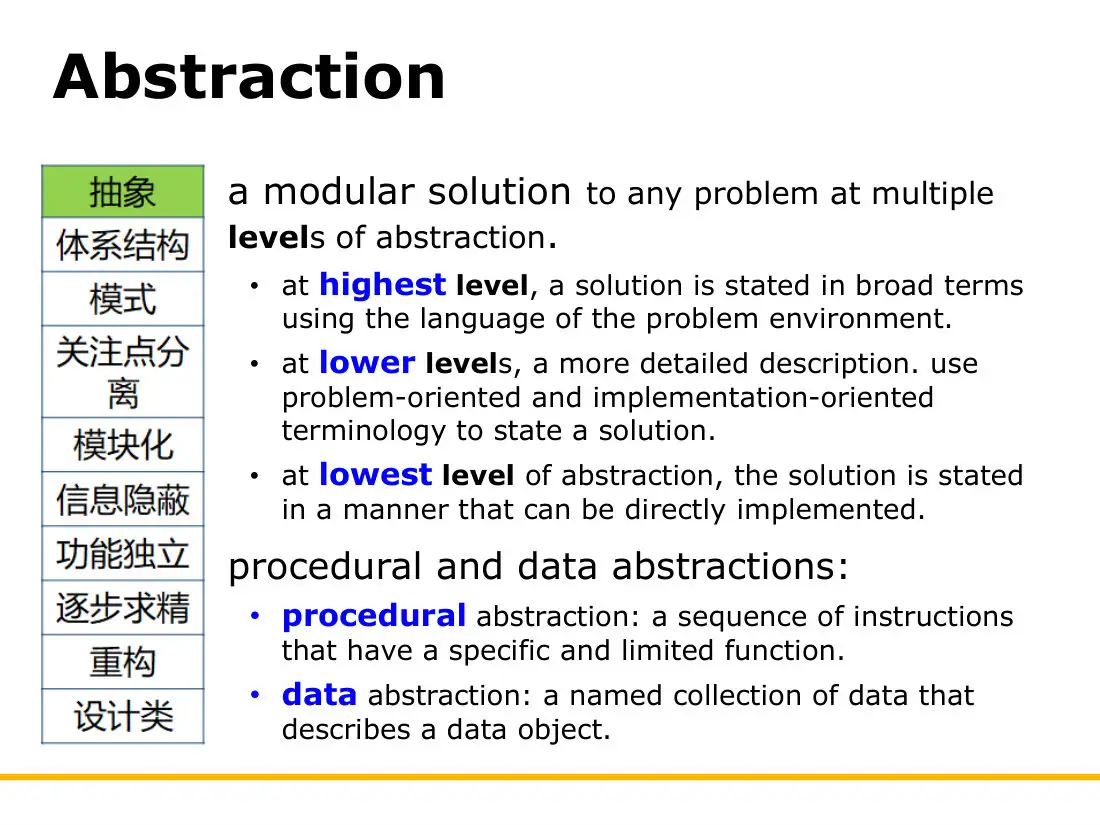 Abstraction
抽象
体系结构
模式
关注点分
离
模块化
信息隐蔽
功能独立
逐步求精
重构
设计类
a modular solution to any problem at multiple
levels of abstraction.
• at highest level, a solution is stated in broad terms
using the language of the problem environment.
• at lower levels, a more detailed description. use
problem-oriented and implementation-oriented
terminology to state a solution.
• at lowest level of abstraction, the solution is stated
in a manner that can be directly implemented.
procedural and data abstractions:
• procedural abstraction: a sequence of instructions
that have a specific and limited function.
• data abstraction: a named collection of data that
describes a data object.